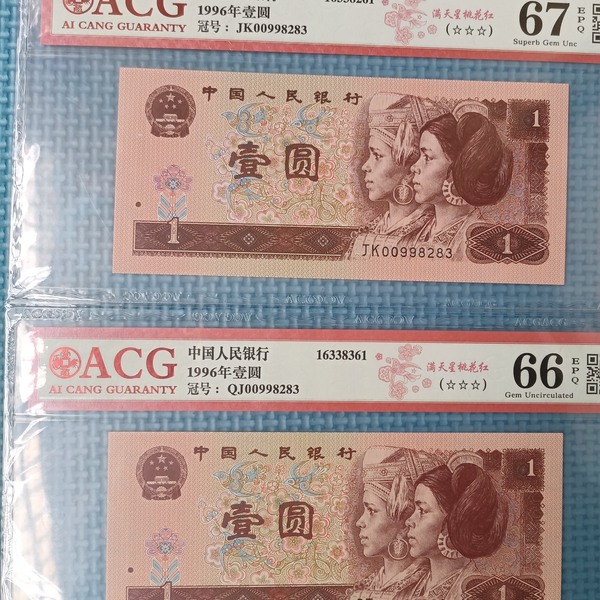 ACG
AI CANG GUARANTY
1996年壹圆
冠号： JK00998283
满天星桃花红
(☆☆☆)
67
EPQ
Superb Gem Unc
中国人民银行
壹圆
1
1
1
JK00998283
ACG
AI CANG GUARANTY
中国人民银行
1996年壹圆
冠号： QJ00998283
16338361
满天星桃花红
(☆☆☆)
66
EPQ
Gem Uncirculated
中国人民银行
壹圆
1
1
1